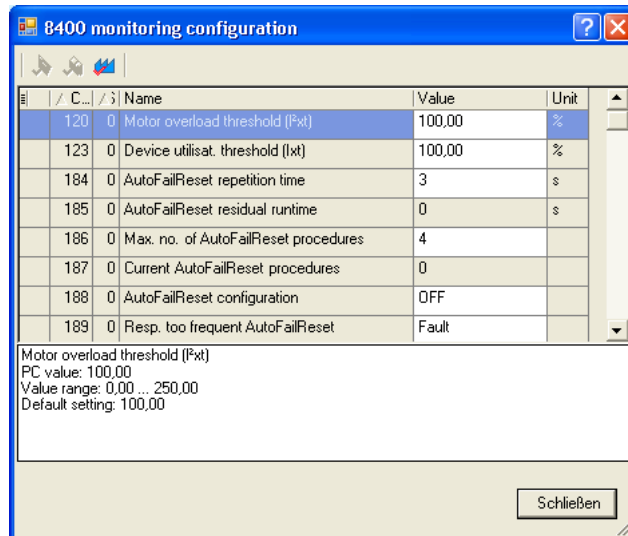 8400 monitoring configuration
C... Name Value Unit
120 0 Motor overload threshold (I²xt) 100,00 %
123 0 Device utilisat. threshold (Ixt) 100,00 %
184 0 AutoFailReset repetition time 3 s
185 0 AutoFailReset residual runtime 0 s
186 0 Max. no. of AutoFailReset procedures 4
187 0 Current AutoFailReset procedures 0
188 0 AutoFailReset configuration OFF
189 0 Resp. too frequent AutoFailReset Fault
Motor overload threshold (I²xt)
PC value: 100,00
Value range: 0,00 ... 250,00
Default setting: 100,00
Schließen